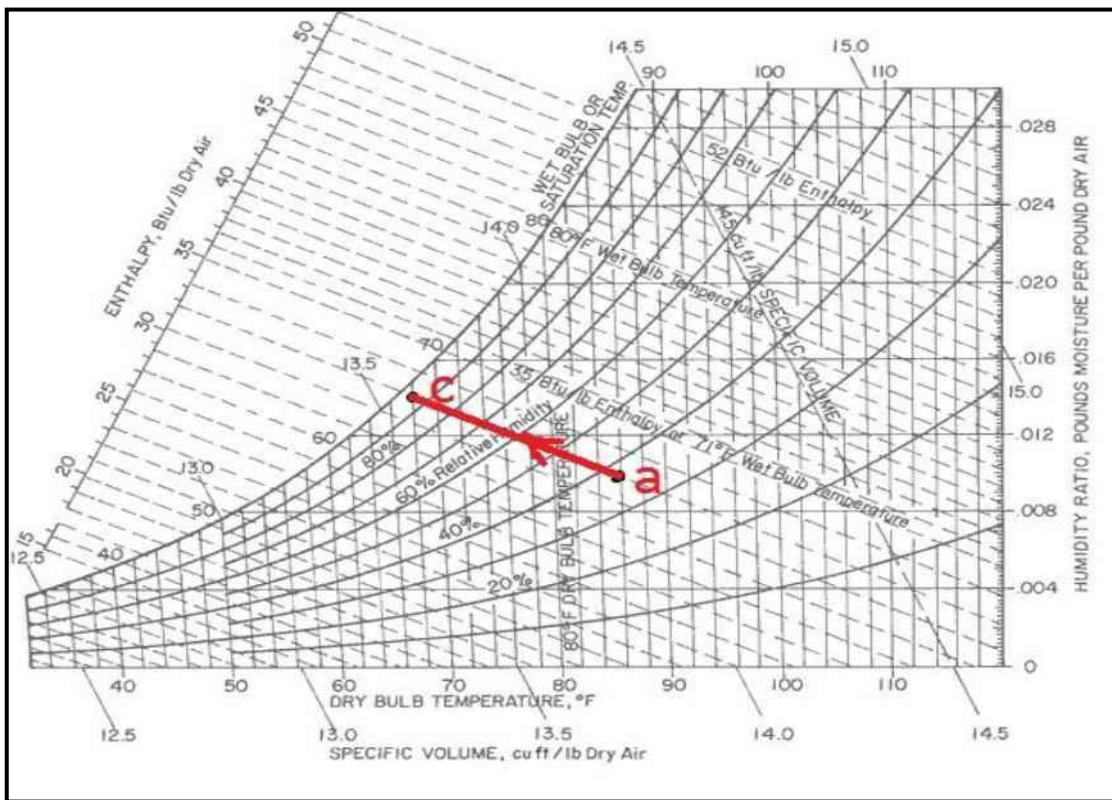 50
45
40
35
30
25
20
15
ENTHALPY, Btu/lb Dry Air
WET BULB OR
SATURATION TEMP
14.5
90
100
15.0
110
.028
.024
.020
.016
.012
.008
.004
0
15.0
HUMIDITY RATIO, POUNDS MOISTURE PER POUND DRY AIR
52 Btu/lb Enthalpy
14.0
80
80°F Wet Bulb Temperature
14.5 cu ft/lb SPECIFIC VOLUME
70
13.5
35 Btu/lb Enthalpy at 71°F Wet Bulb Temperature
c
a
60
80%
60% Relative Humidity
13.0
50
40%
80°F DRY BULB TEMPERATURE
20%
40
12.5
40 50 60 70 80 90 100 110
DRY BULB TEMPERATURE, °F
12.5 13.0 13.5 14.0 14.5
SPECIFIC VOLUME, cu ft/lb Dry Air